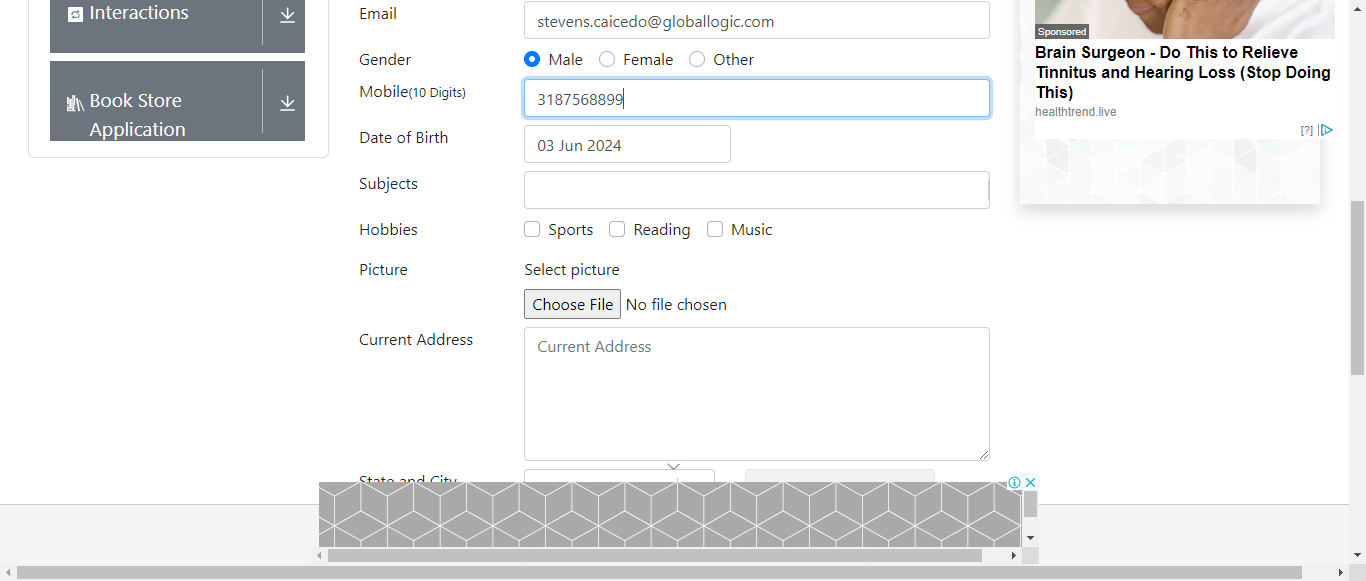 Interactions
Book Store
Application
Email
stevens.caicedo@globallogic.com
Gender
Male
Female
Other
Mobile(10 Digits)
3187568899
Date of Birth
03 Jun 2024
Subjects
Hobbies
Sports
Reading
Music
Picture
Select picture
Choose File No file chosen
Current Address
Current Address
State and City
Sponsored
Brain Surgeon - Do This to Relieve
Tinnitus and Hearing Loss (Stop Doing
This)
healthtrend.live
[?]